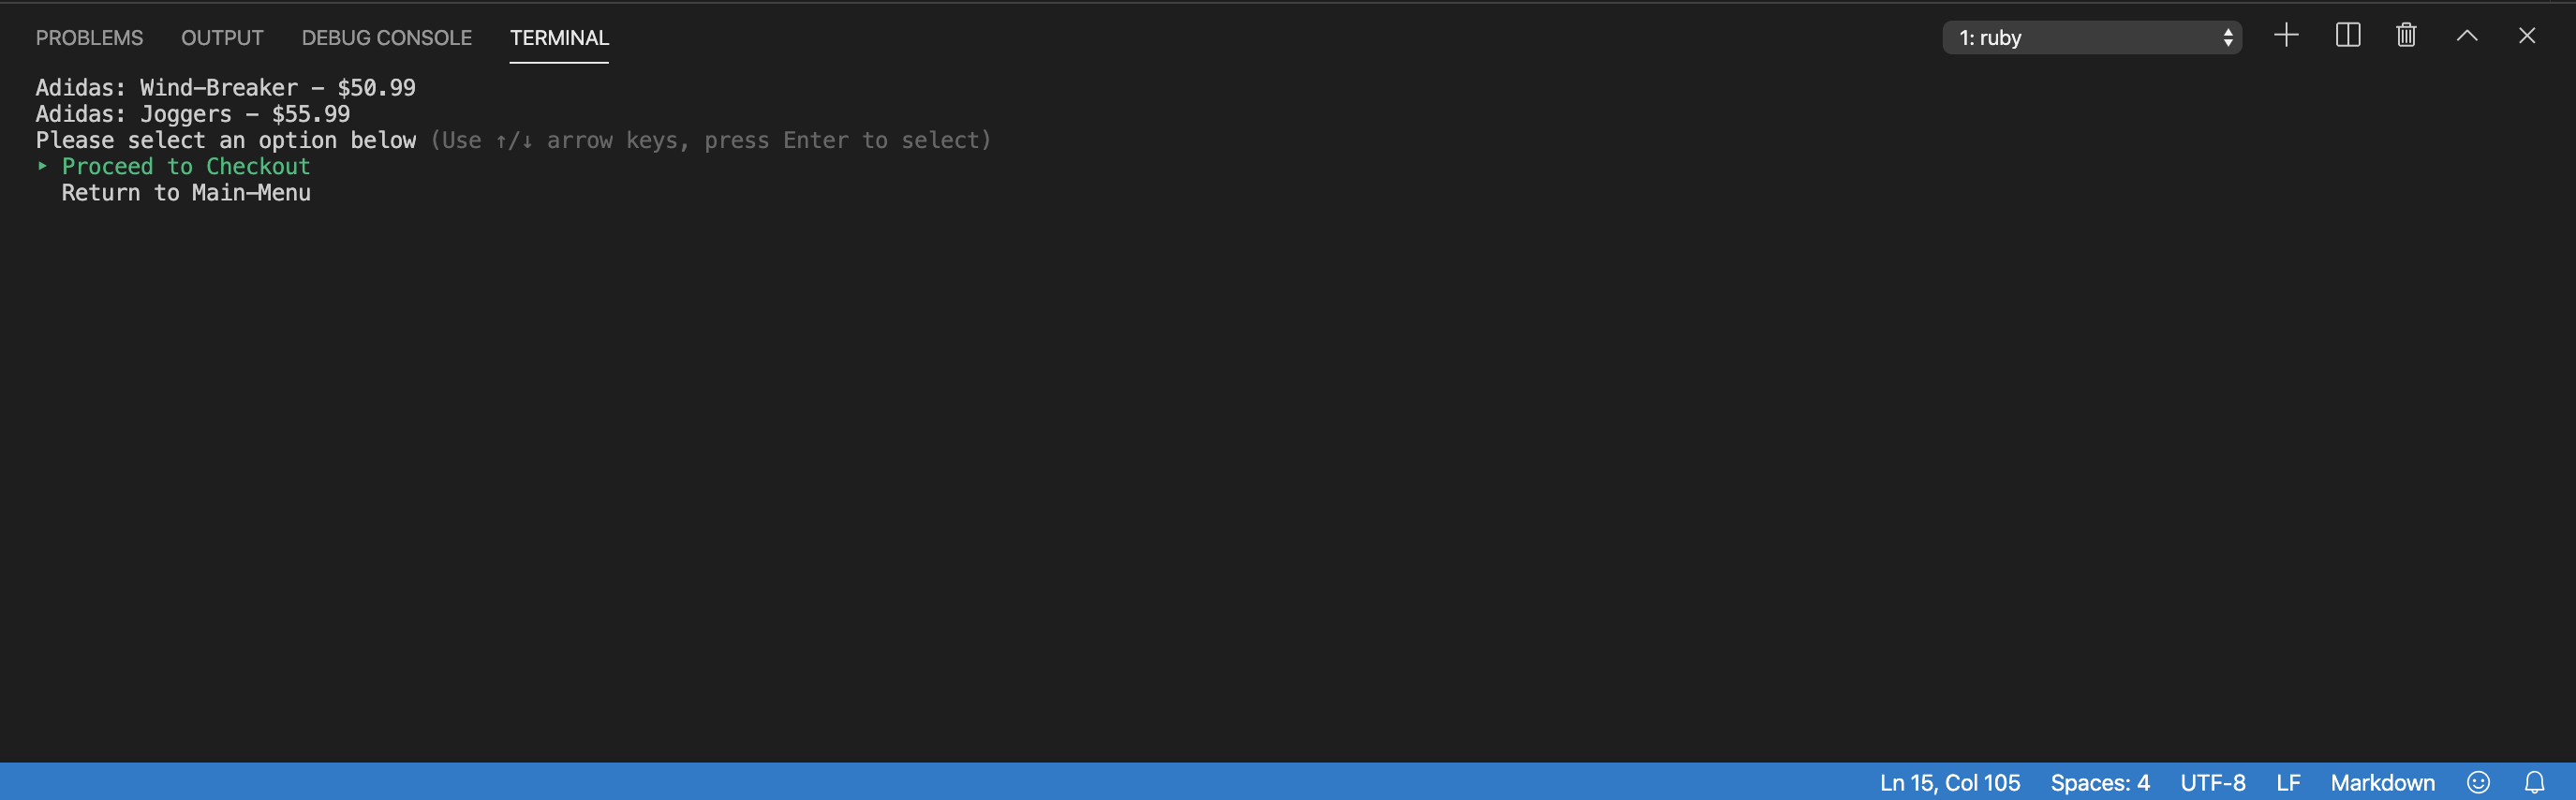 PROBLEMS OUTPUT DEBUG CONSOLE TERMINAL 1: ruby
Adidas: Wind-Breaker - $50.99
Adidas: Joggers - $55.99
Please select an option below (Use ↑/↓ arrow keys, press Enter to select)
‣ Proceed to Checkout
Return to Main-Menu
Ln 15, Col 105 Spaces: 4 UTF-8 LF Markdown